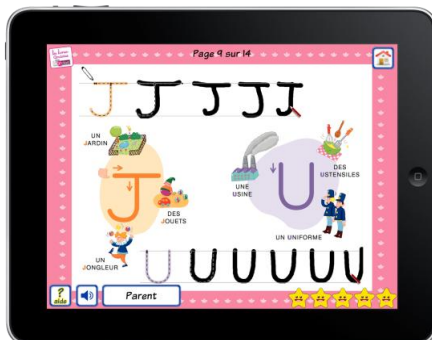 Page 9 sur 14
J J J J J
UN
JARDIN
J
DES
JOUETS
UN
JONGLEUR
DES
USTENSILES
UNE
USINE
U
UN UNIFORME
U U U U U U
?
aide
Parent